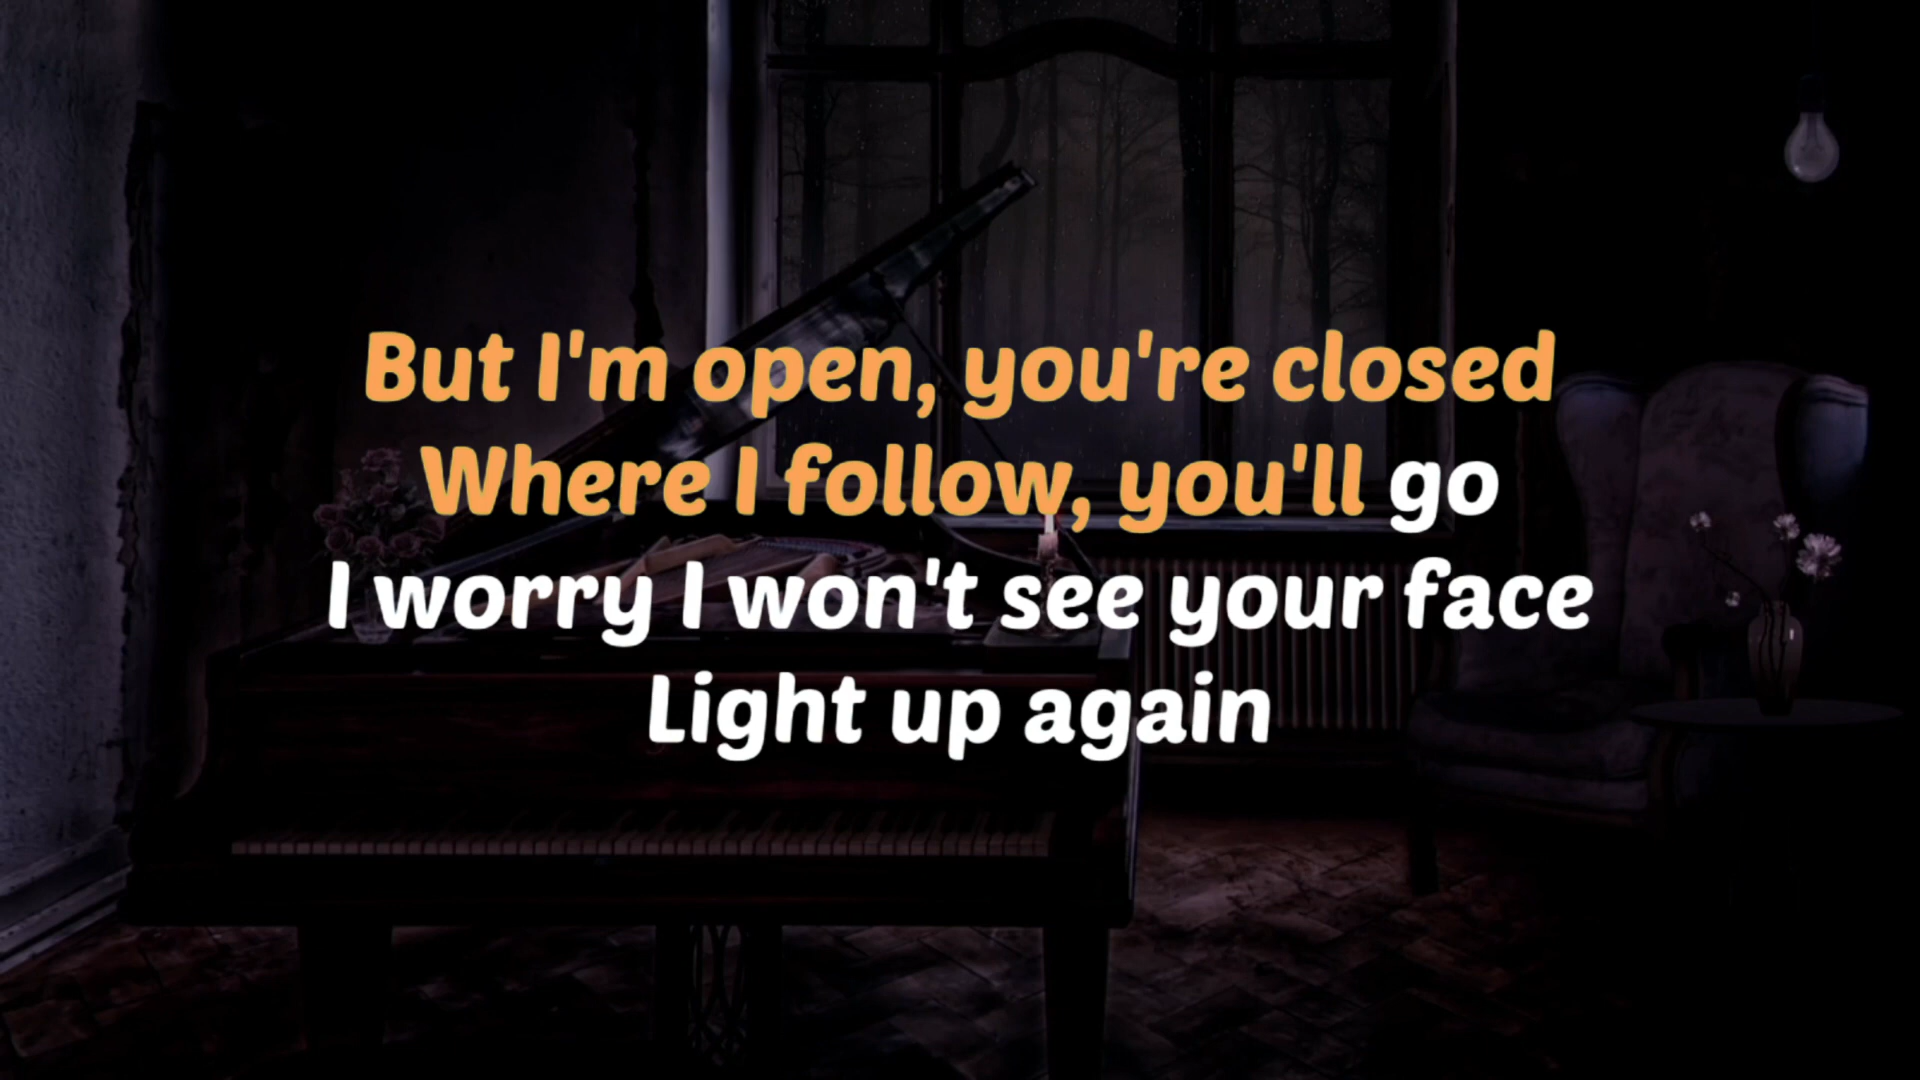 But I'm open, you're closed
Where I follow, you'll go
I worry I won't see your face
Light up again